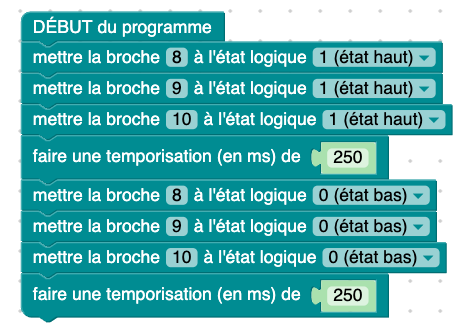 DÉBUT du programme
mettre la broche 8 à l'état logique 1 (état haut)
mettre la broche 9 à l'état logique 1 (état haut)
mettre la broche 10 à l'état logique 1 (état haut)
faire une temporisation (en ms) de 250
mettre la broche 8 à l'état logique 0 (état bas)
mettre la broche 9 à l'état logique 0 (état bas)
mettre la broche 10 à l'état logique 0 (état bas)
faire une temporisation (en ms) de 250